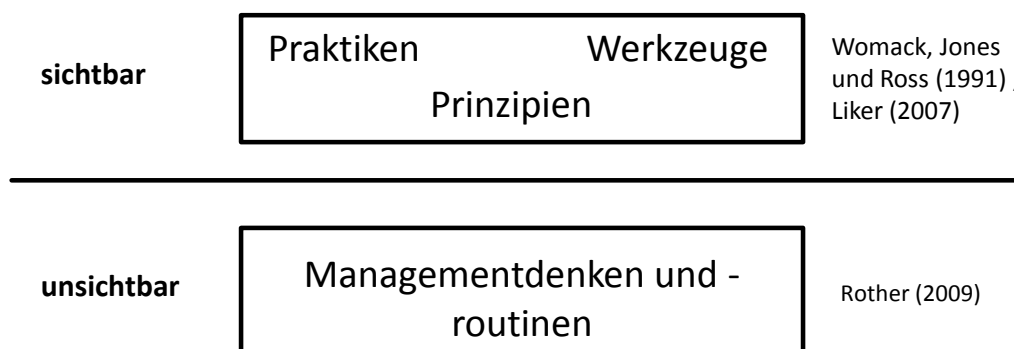 sichtbar
Praktiken Werkzeuge
Prinzipien
Womack, Jones
und Ross (1991) ,
Liker (2007)
unsichtbar
Managementdenken und -
routinen
Rother (2009)